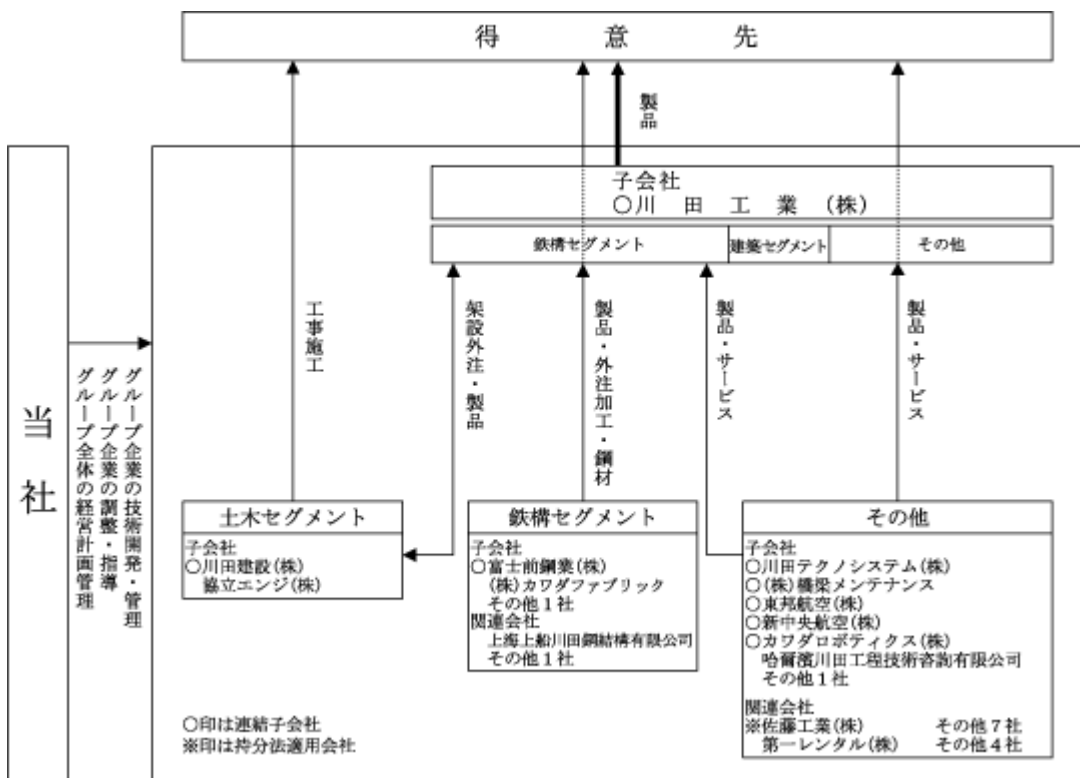 得意先
製品
子会社
○川田工業(株)
鉄構セグメント
建築セグメント
その他
工事施工
架設外注・製品
製品・外注加工・鋼材
製品・サービス
製品・サービス
当社
グループ企業の技術開発・管理
グループ企業の調整・指導
グループ全体の経営計画管理
土木セグメント
子会社
○川田建設(株)
協立エンジ(株)
鉄構セグメント
子会社
○富士前鋼業(株)
(株)カワダファブリック
その他1社
関連会社
上海上船川田鋼結構有限公司
その他1社
その他
子会社
○川田テクノシステム(株)
○(株)橋梁メンテナンス
○東邦航空(株)
○新中央航空(株)
○カワダロボティクス(株)
哈爾濱川田工程技術咨詢有限公司
その他1社
関連会社
※佐藤工業(株) その他7社
第一レンタル(株) その他4社
○印は連結子会社
※印は持分法適用会社